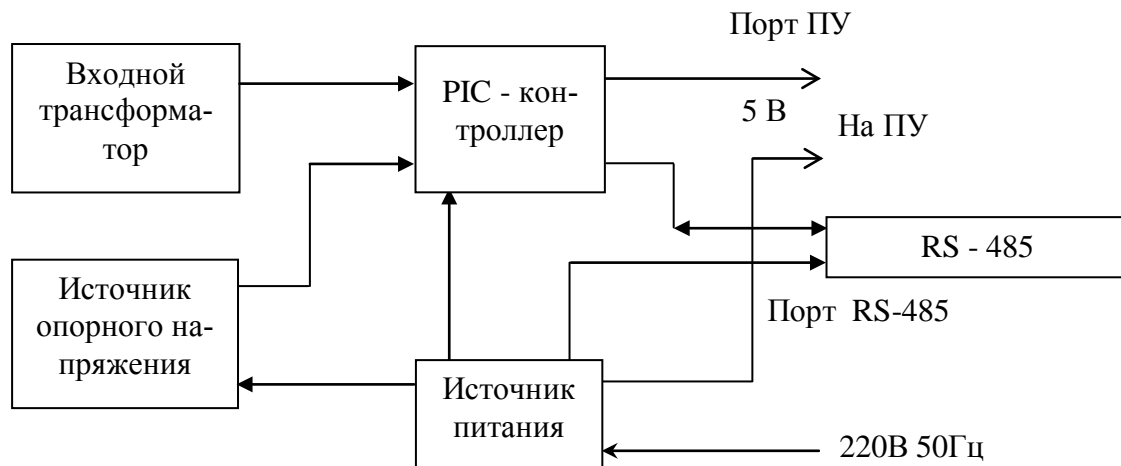 Порт ПУ
Входной
трансформа-
тор
PIC - кон-
троллер
5 В
На ПУ
RS - 485
Источник
опорного на-
пряжения
Порт RS-485
Источник
питания
220В 50Гц